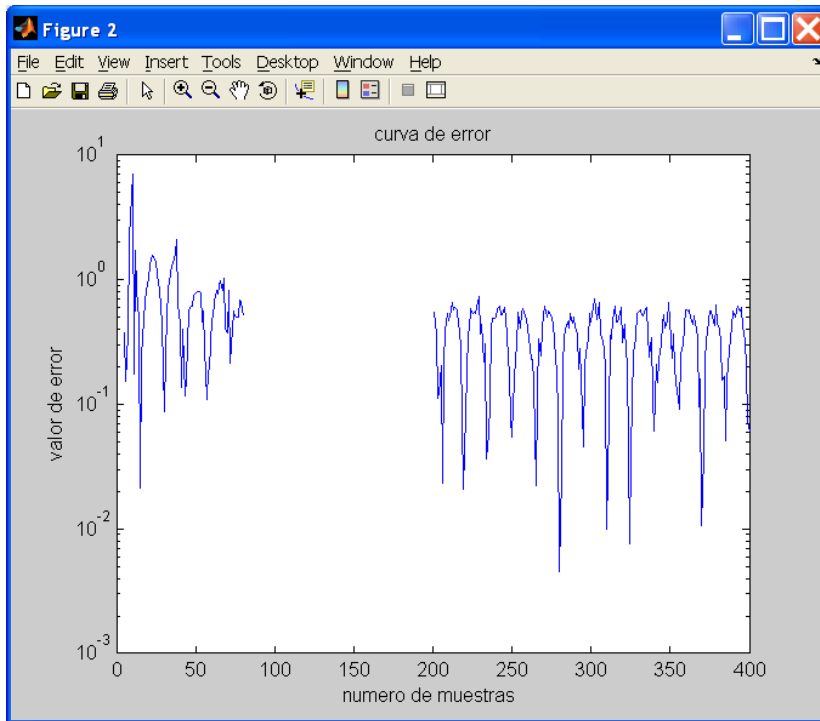 Figure 2
File Edit View Insert Tools Desktop Window Help
curva de error
10^1
10^0
10^-1
10^-2
10^-3
valor de error
0 50 100 150 200 250 300 350 400
numero de muestras